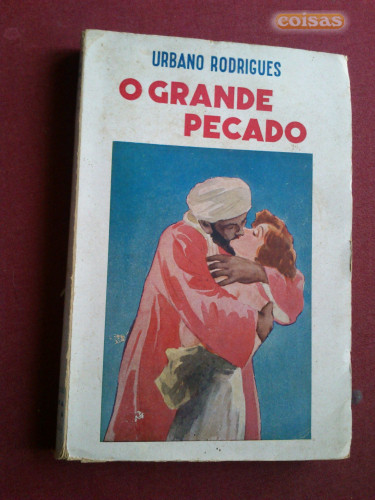 coisas
URBANO RODRIGUES
O GRANDE
PECADO